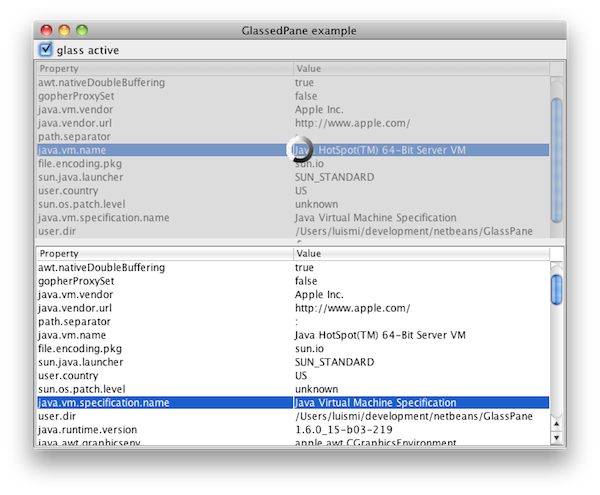 GlassedPane example
glass active
Property Value
awt.nativeDoubleBuffering true
gopherProxySet false
java.vm.vendor Apple Inc.
java.vendor.url http://www.apple.com/
path.separator
java.vm.name Java HotSpot(TM) 64-Bit Server VM
file.encoding.pkg sun.io
sun.java.launcher SUN_STANDARD
user.country US
sun.os.patch.level unknown
java.vm.specification.name Java Virtual Machine Specification
user.dir /Users/luismi/development/netbeans/GlassPane
Property Value
awt.nativeDoubleBuffering true
gopherProxySet false
java.vm.vendor Apple Inc.
java.vendor.url http://www.apple.com/
path.separator :
java.vm.name Java HotSpot(TM) 64-Bit Server VM
file.encoding.pkg sun.io
sun.java.launcher SUN_STANDARD
user.country US
sun.os.patch.level unknown
java.vm.specification.name Java Virtual Machine Specification
user.dir /Users/luismi/development/netbeans/GlassPane
java.runtime.version 1.6.0_15-b03-219
java.awt.graphicsenv apple.awt.CGraphicsEnvironment